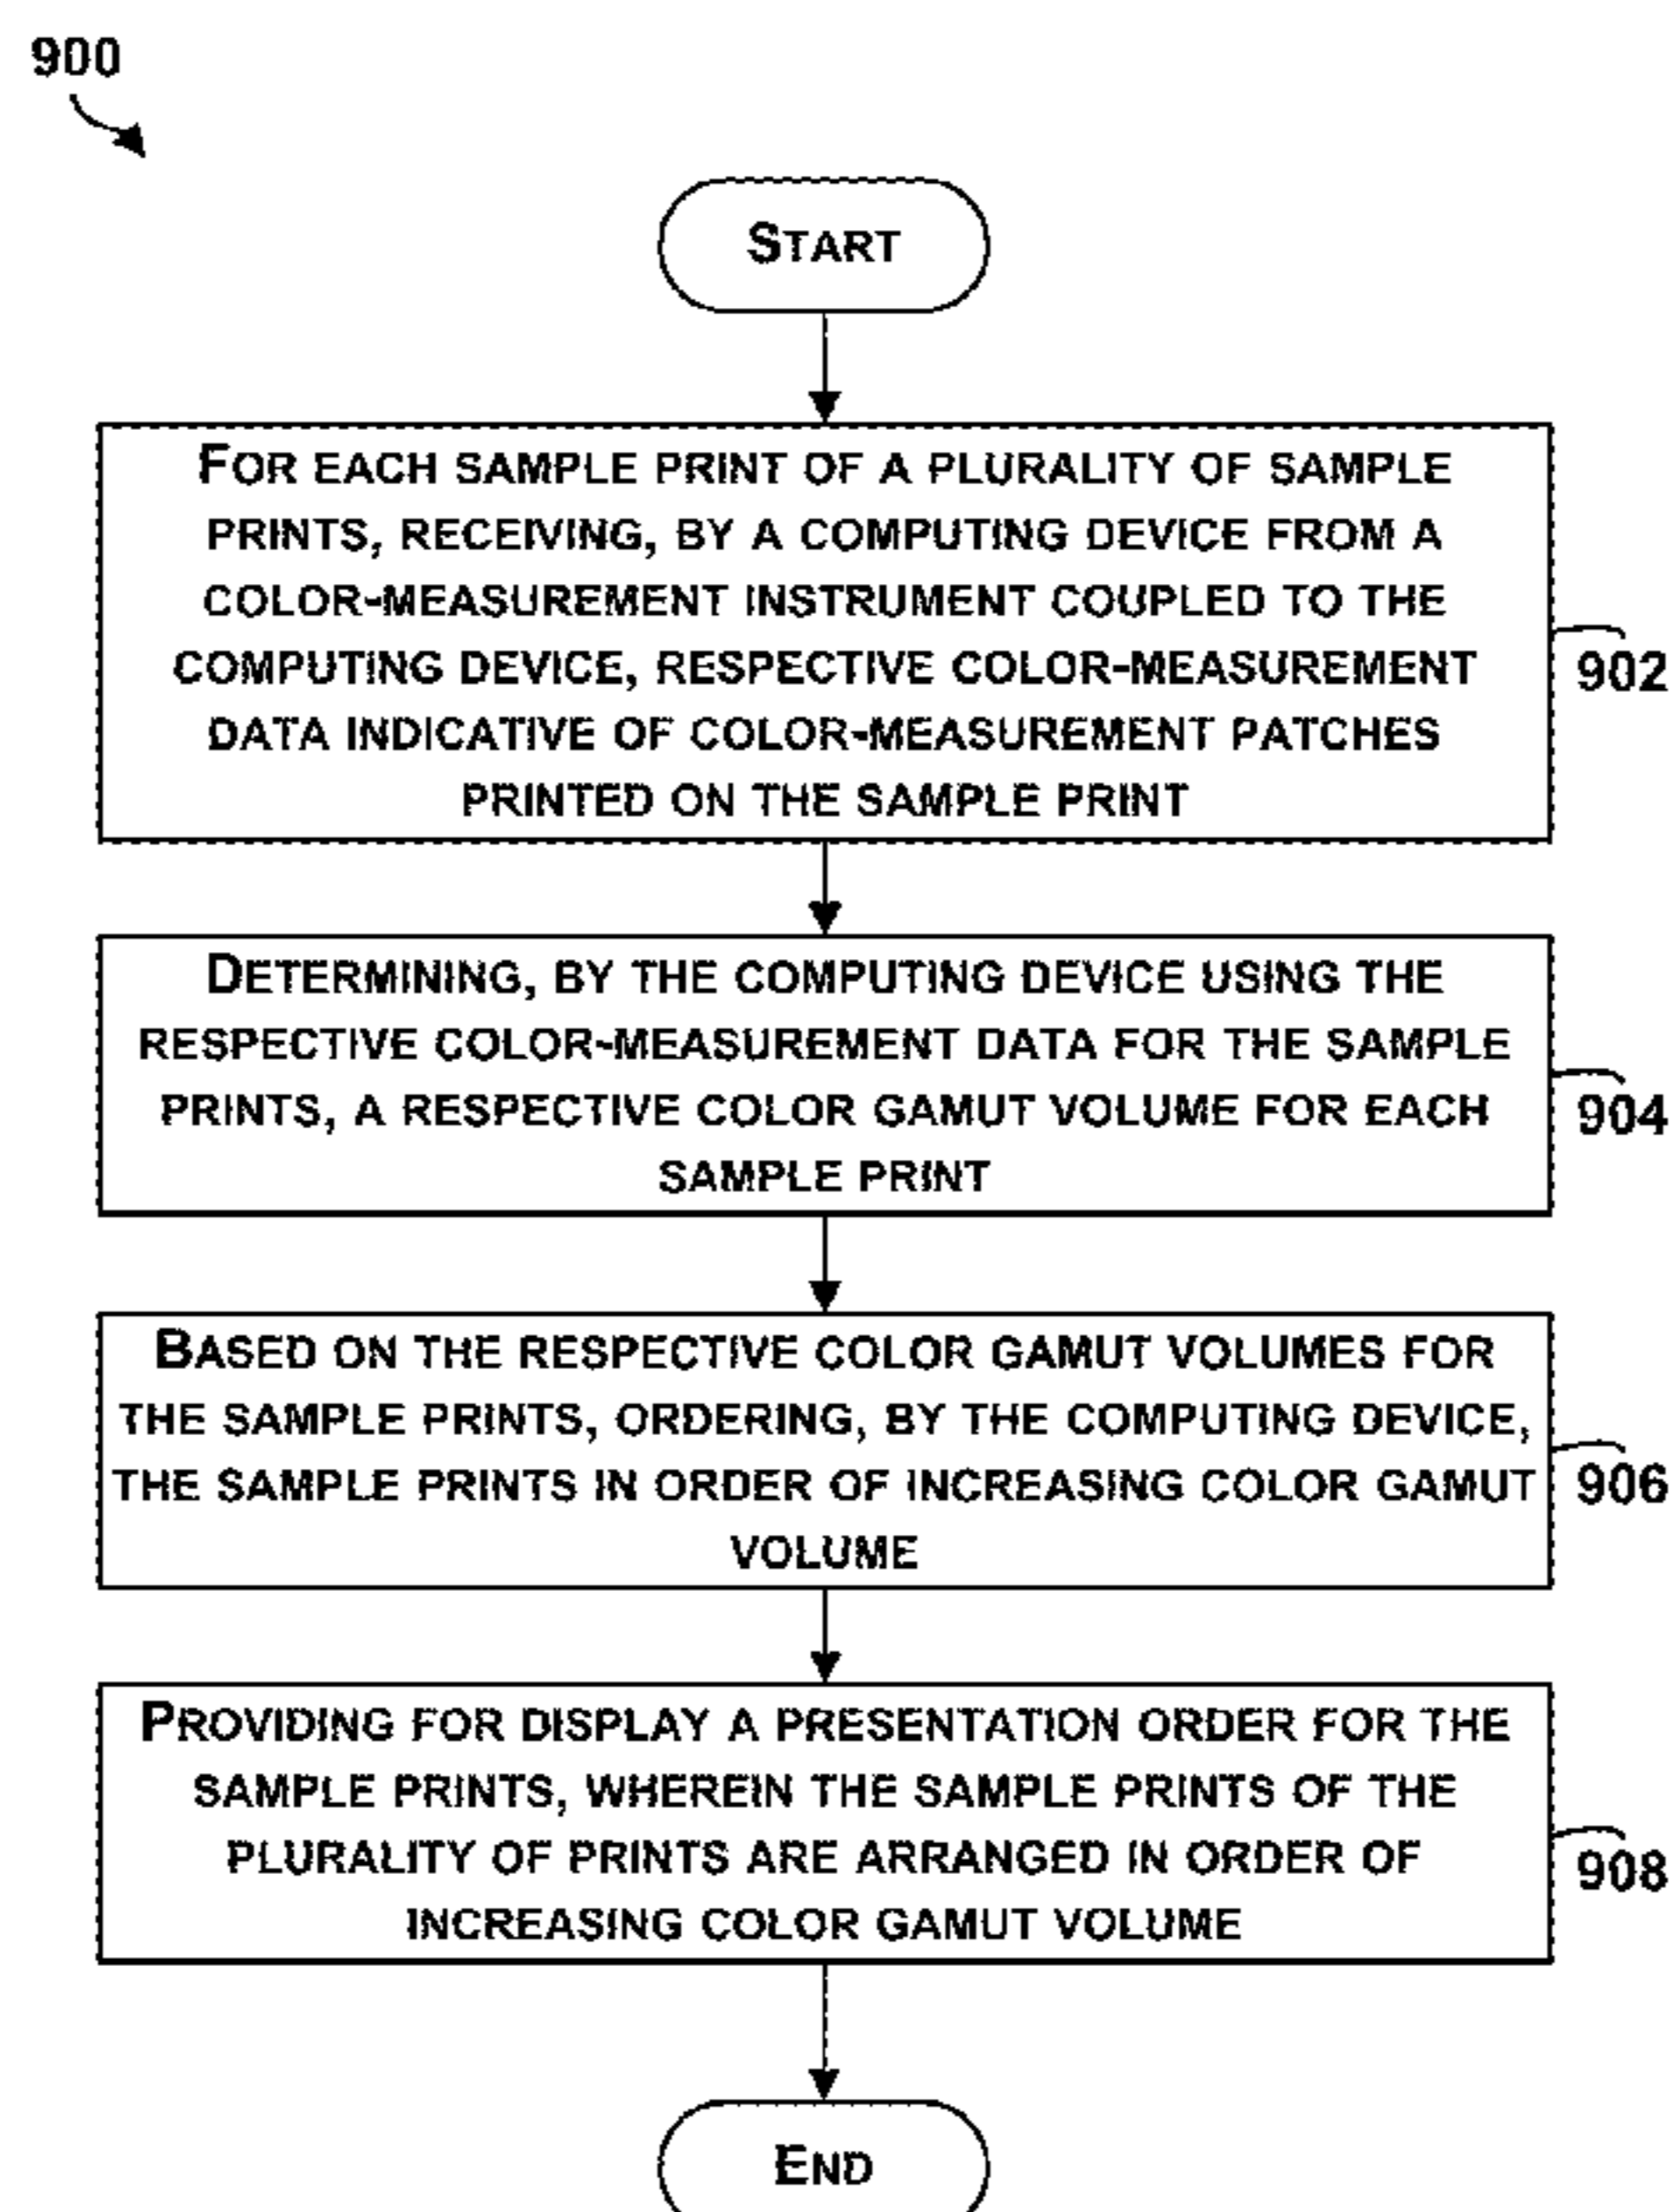 900
START
FOR EACH SAMPLE PRINT OF A PLURALITY OF SAMPLE
PRINTS, RECEIVING, BY A COMPUTING DEVICE FROM A
COLOR-MEASUREMENT INSTRUMENT COUPLED TO THE
COMPUTING DEVICE, RESPECTIVE COLOR-MEASUREMENT
DATA INDICATIVE OF COLOR-MEASUREMENT PATCHES
PRINTED ON THE SAMPLE PRINT
902
DETERMINING, BY THE COMPUTING DEVICE USING THE
RESPECTIVE COLOR-MEASUREMENT DATA FOR THE SAMPLE
PRINTS, A RESPECTIVE COLOR GAMUT VOLUME FOR EACH
SAMPLE PRINT
904
BASED ON THE RESPECTIVE COLOR GAMUT VOLUMES FOR
THE SAMPLE PRINTS, ORDERING, BY THE COMPUTING DEVICE,
THE SAMPLE PRINTS IN ORDER OF INCREASING COLOR GAMUT
VOLUME
906
PROVIDING FOR DISPLAY A PRESENTATION ORDER FOR THE
SAMPLE PRINTS, WHEREIN THE SAMPLE PRINTS OF THE
PLURALITY OF PRINTS ARE ARRANGED IN ORDER OF
INCREASING COLOR GAMUT VOLUME
908
END